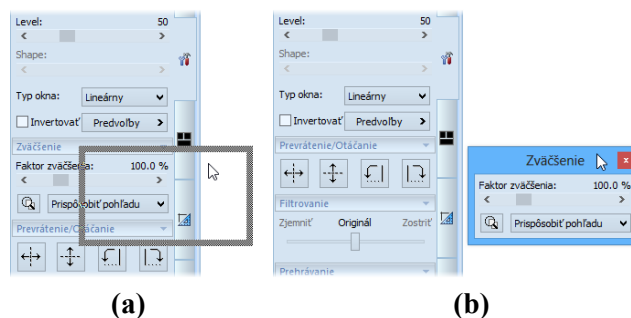 Level: 50
Shape:
Typ okna: Lineárny
Invertovať Predvoľby
Zväčšenie
Faktor zväčšenia: 100.0 %
Prispôsobiť pohľadu
Prevrátenie/Otáčanie
(a)
Level: 50
Shape:
Typ okna: Lineárny
Invertovať Predvoľby
Prevrátenie/Otáčanie
Filtrovanie
Zjemniť Originál Zostriť
Prehrávanie
Zväčšenie x
Faktor zväčšenia: 100.0 %
Prispôsobiť pohľadu
(b)